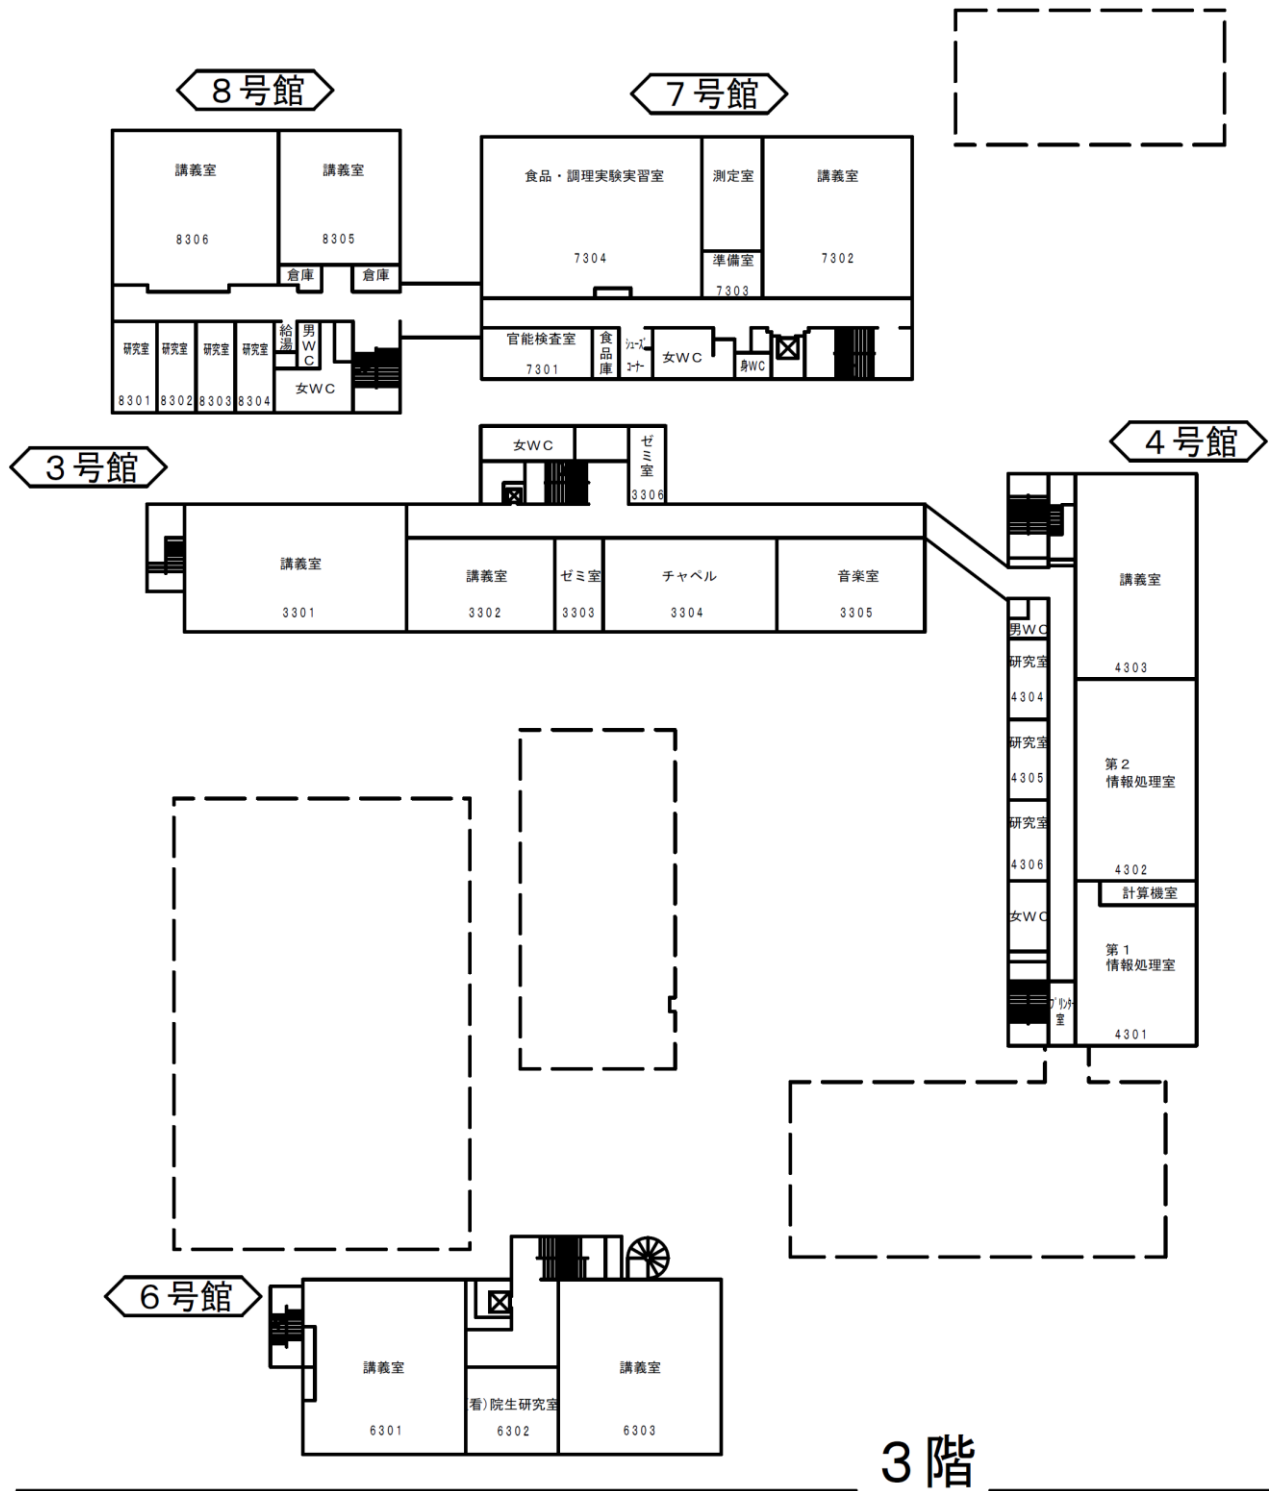 8号館
7号館
講義室
8306
講義室
8305
倉庫
倉庫
給湯
男WC
女WC
研究室
8301
研究室
8302
研究室
8303
研究室
8304
食品・調理実験実習室
7304
測定室
準備室
7303
講義室
7302
官能検査室
7301
食品庫
シューズ
コーナー
女WC
身WC
3号館
4号館
女WC
ゼミ室
3306
講義室
3301
講義室
3302
ゼミ室
3303
チャペル
3304
音楽室
3305
講義室
4303
男WC
研究室
4304
研究室
4305
研究室
4306
女WC
第2
情報処理室
4302
計算機室
第1
情報処理室
4301
プリンター
室
6号館
講義室
6301
(看)院生研究室
6302
講義室
6303
3階